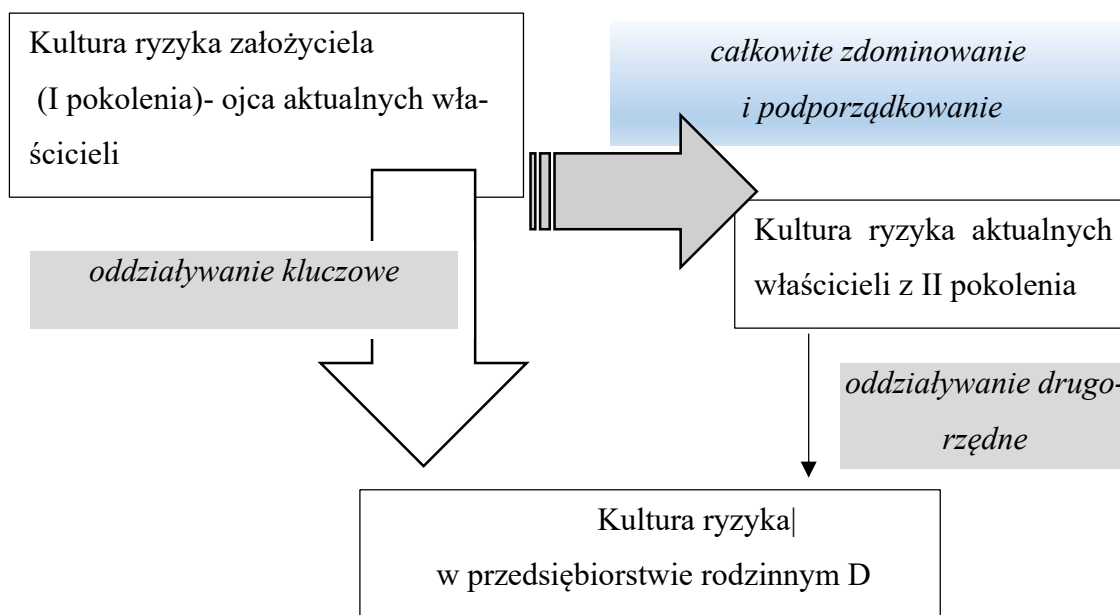 Kultura ryzyka założyciela
(I pokolenia)- ojca aktualnych wła-
ścicieli
całkowite zdominowanie
i podporządkowanie
Kultura ryzyka aktualnych
właścicieli z II pokolenia
oddziaływanie kluczowe
oddziaływanie drugo-
rzędne
Kultura ryzyka|
w przedsiębiorstwie rodzinnym D